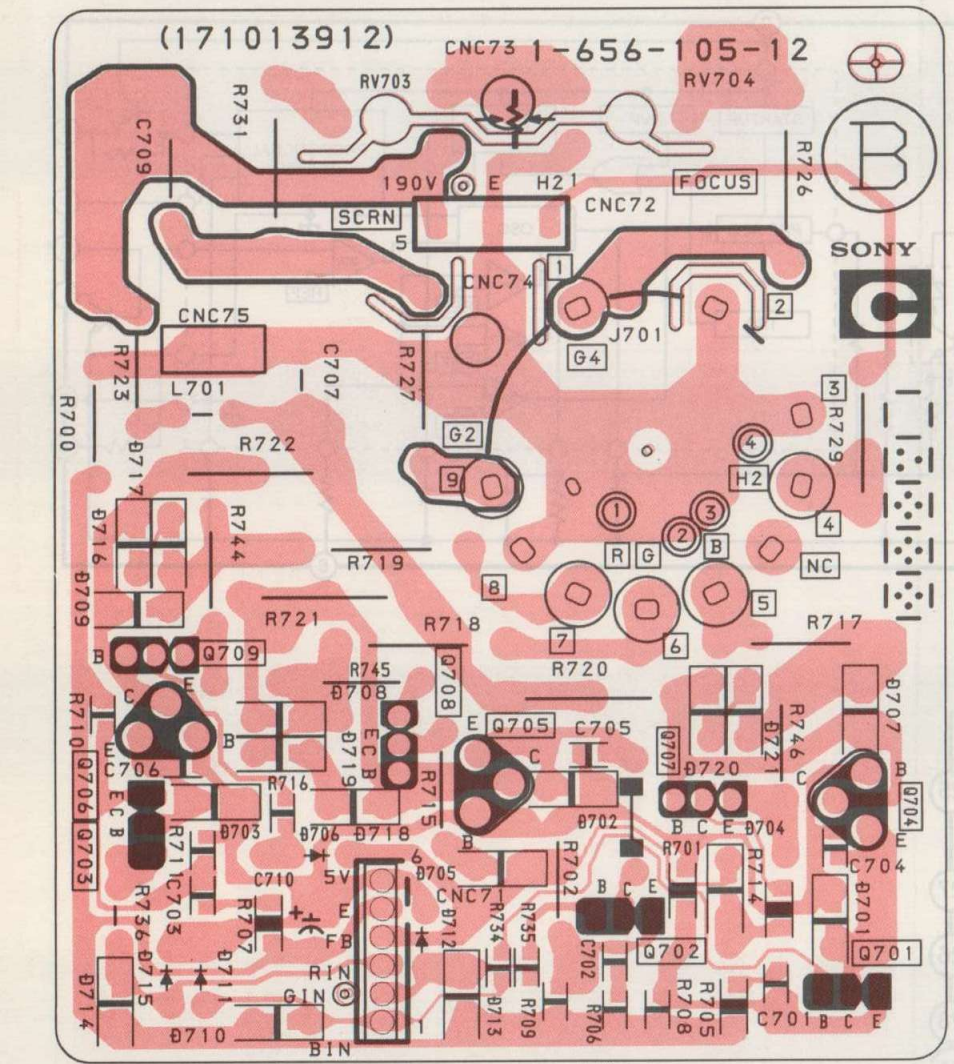 (171013912)
CNC73
1-656-105-12
RV703
RV704
R731
C709
R726
B
190V
E
H21
FOCUS
SCRN
CNC72
5
SONY
1
CNC74
C
2
CNC75
J701
G4
R723
L701
C707
R727
3
R700
G2
R729
R722
4
D717
H2
9
1
3
4
D716
R744
2
R G B
R719
NC
8
D709
R721
5
R718
R717
7
6
B
Q709
R720
E
R745
Q708
D708
D707
C
R710
Q705
E
C705
B
E
C
D721
R746
C706
E C B
D719
R715
Q707
D720
C
B
Q706
Q703
E C B
R716
Q704
D703
D706
D718
D702
B C E
D704
E
R711
B
C704
6
R702
R701
C710
5V
D705
R714
C703
CNC71
B C E
R736
E
R707
D712
R734
R735
D701
FB
C702
Q702
Q701
D715
D711
RIN
GIN
D714
D713
R709
R706
R708
R705
C701
B C E
D710
1
BIN